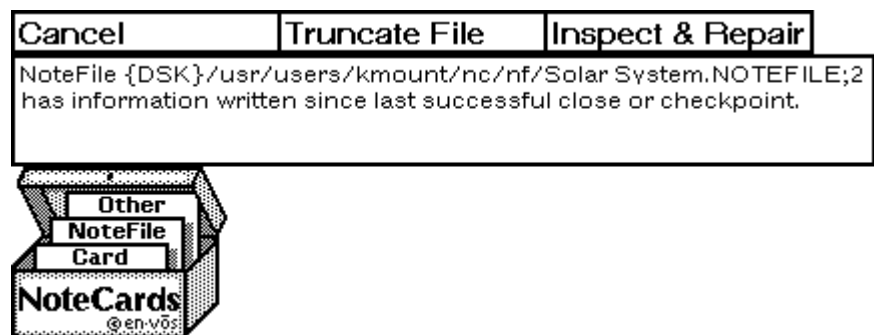 Cancel
Truncate File
Inspect & Repair
NoteFile {DSK}/usr/users/kmount/nc/nf/Solar System.NOTEFILE;2
has information written since last successful close or checkpoint.
Other
NoteFile
Card
NoteCards
©en·vōs